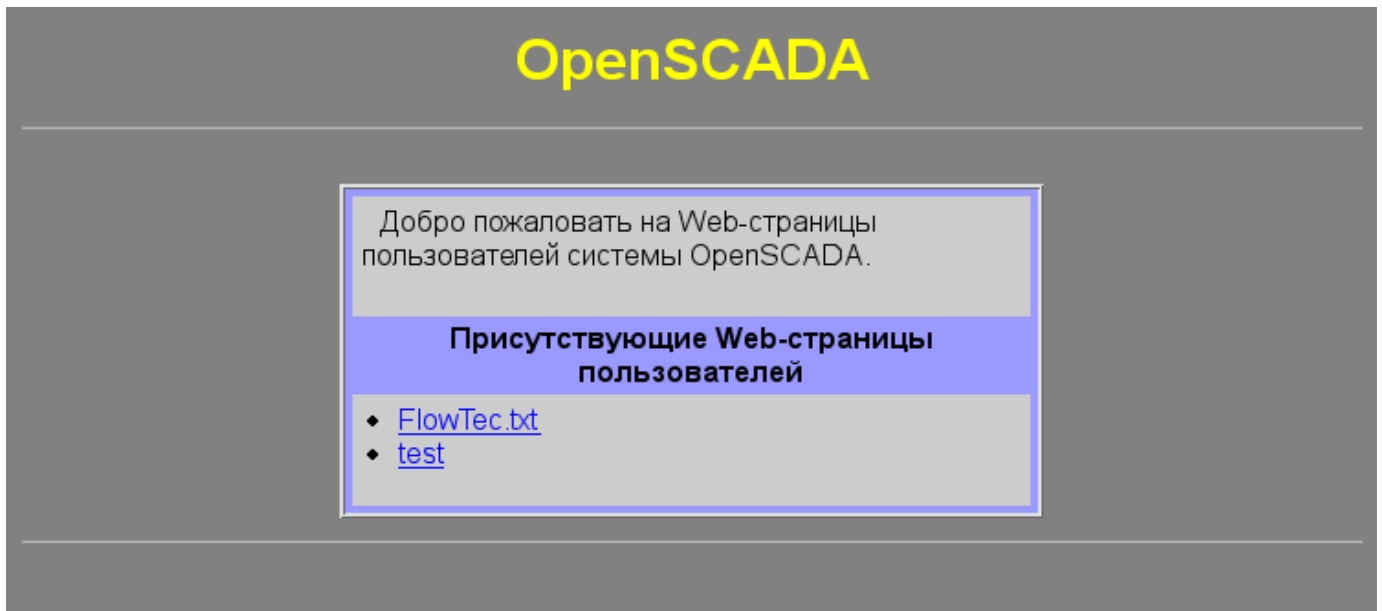 OpenSCADA
Добро пожаловать на Web-страницы
пользователей системы OpenSCADA.
Присутствующие Web-страницы
пользователей
FlowTec.txt
test